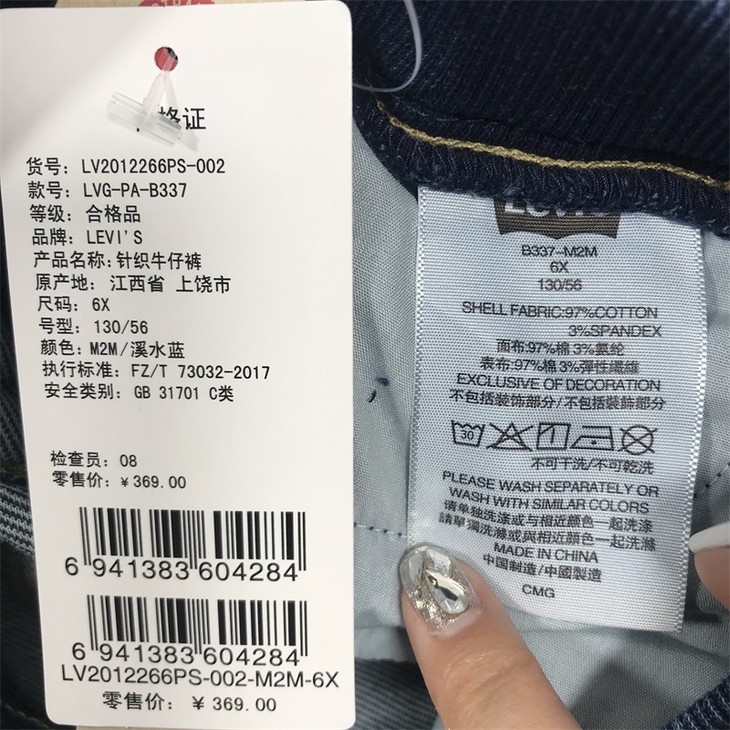 格证
货号: LV2012266PS-002
款号: LVG-PA-B337
等级: 合格品
品牌: LEVI'S
产品名称: 针织牛仔裤
原产地: 江西省 上饶市
尺码: 6X
号型: 130/56
颜色: M2M/溪水蓝
执行标准: FZ/T 73032-2017
安全类别: GB 31701 C类
检查员: 08
零售价: ¥369.00
6 941383 604284
6 941383 604284
LV2012266PS-002-M2M-6X
零售价: ¥ 369.00
LEVI'S
B337-M2M
6X
130/56
SHELL FABRIC:97%COTTON
3%SPANDEX
面布:97%棉 3%氨纶
表布:97%棉 3%彈性纖維
EXCLUSIVE OF DECORATION
不包括装饰部分/不包括裝飾部分
30
不可干洗/不可乾洗
PLEASE WASH SEPARATELY OR
WASH WITH SIMILAR COLORS
请单独洗涤或与相近颜色一起洗涤
請單獨洗滌或與相近顏色一起洗滌
MADE IN CHINA
中国制造/中國製造
CMG